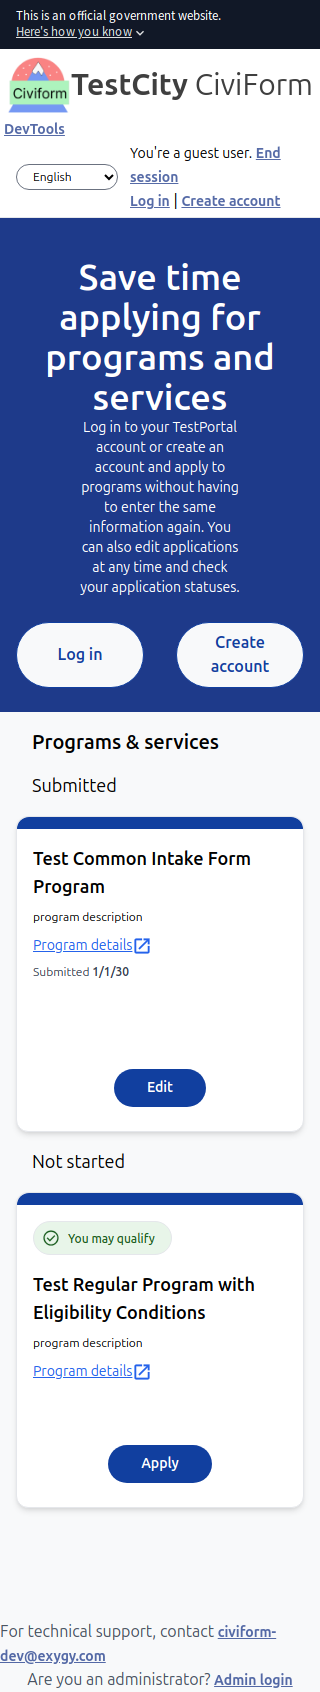 This is an official government website.
Here's how you know
Civiform
TestCity CiviForm
DevTools
English
You're a guest user. End
session
Log in | Create account
Save time
applying for
programs and
services
Log in to your TestPortal
account or create an
account and apply to
programs without having
to enter the same
information again. You
can also edit applications
at any time and check
your application statuses.
Log in
Create
account
Programs & services
Submitted
Test Common Intake Form
Program
program description
Program details
Submitted 1/1/30
Edit
Not started
You may qualify
Test Regular Program with
Eligibility Conditions
program description
Program details
Apply
For technical support, contact civiform-
dev@exygy.com
Are you an administrator? Admin login